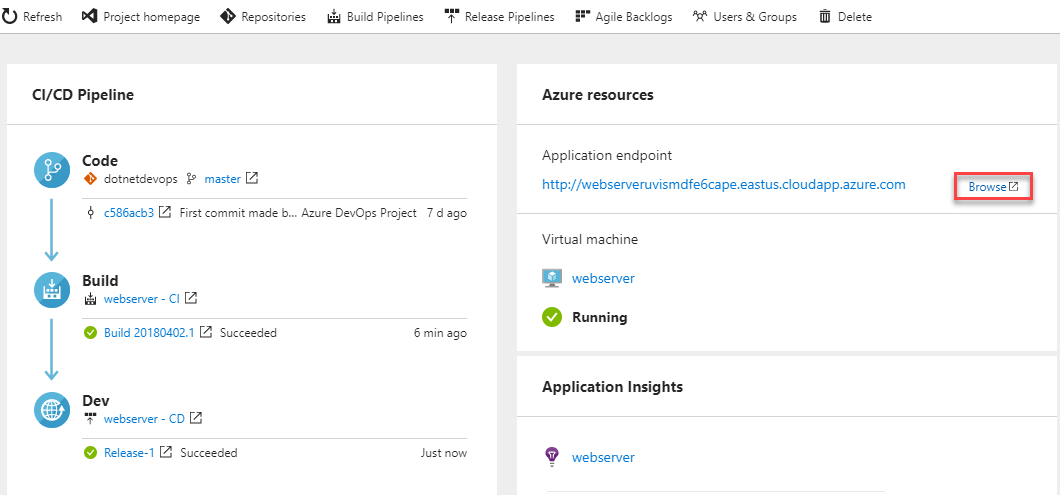 Refresh Project homepage Repositories Build Pipelines Release Pipelines Agile Backlogs Users & Groups Delete
CI/CD Pipeline
Code
dotnetdevops master
c586acb3 First commit made b... Azure DevOps Project 7 d ago
Build
webserver - CI
Build 20180402.1 Succeeded 6 min ago
Dev
webserver - CD
Release-1 Succeeded Just now
Azure resources
Application endpoint
http://webserveruvismdfe6cape.eastus.cloudapp.azure.com Browse
Virtual machine
webserver
Running
Application Insights
webserver